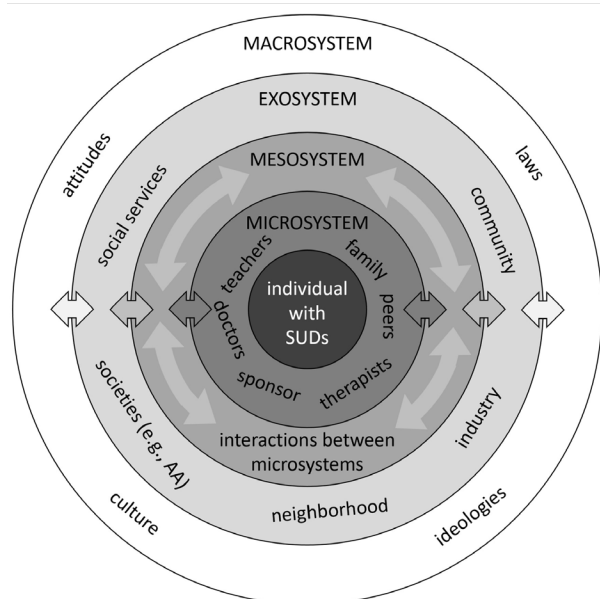 MACROSYSTEM
EXOSYSTEM
MESOSYSTEM
MICROSYSTEM
attitudes
laws
social services
community
teachers
family
individual
with
SUDs
doctors
peers
sponsor
therapists
societies (e.g., AA)
industry
interactions between
microsystems
neighborhood
culture
ideologies